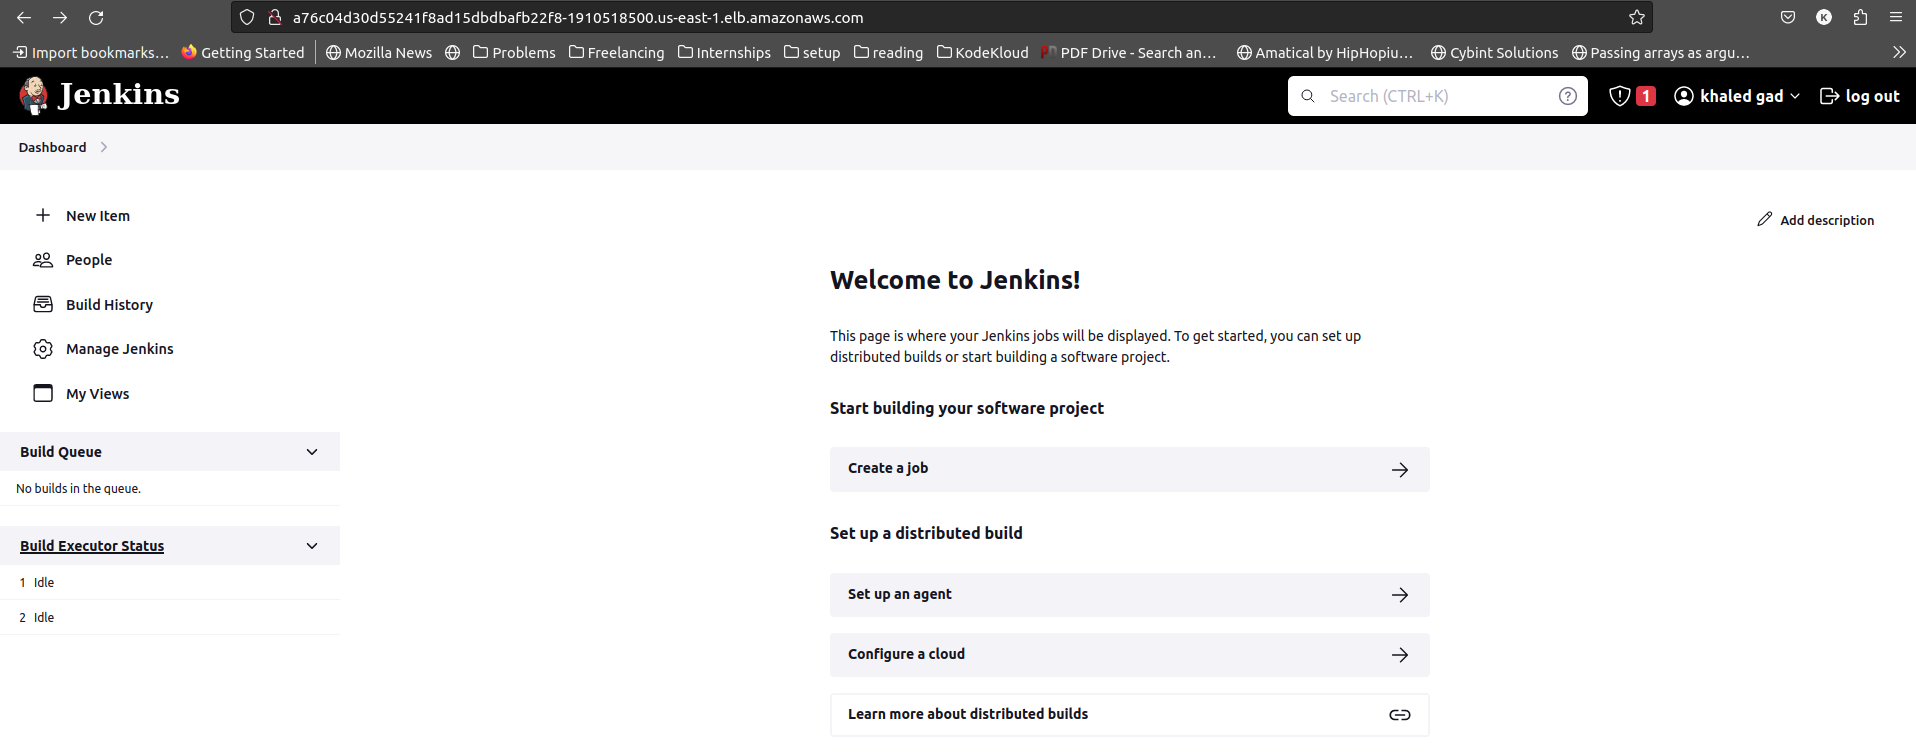 a76c04d30d55241f8ad15dbdbafb22f8-1910518500.us-east-1.elb.amazonaws.com
K
Import bookmarks... Getting Started Mozilla News Problems Freelancing Internships setup reading KodeKloud PDF Drive - Search an... Amatical by HipHopiu... Cybint Solutions Passing arrays as argu...
Jenkins Search (CTRL+K) ? 1 khaled gad log out
Dashboard
New Item
People
Build History
Manage Jenkins
My Views
Build Queue
No builds in the queue.
Build Executor Status
1 Idle
2 Idle
Add description
Welcome to Jenkins!
This page is where your Jenkins jobs will be displayed. To get started, you can set up
distributed builds or start building a software project.
Start building your software project
Create a job
Set up a distributed build
Set up an agent
Configure a cloud
Learn more about distributed builds